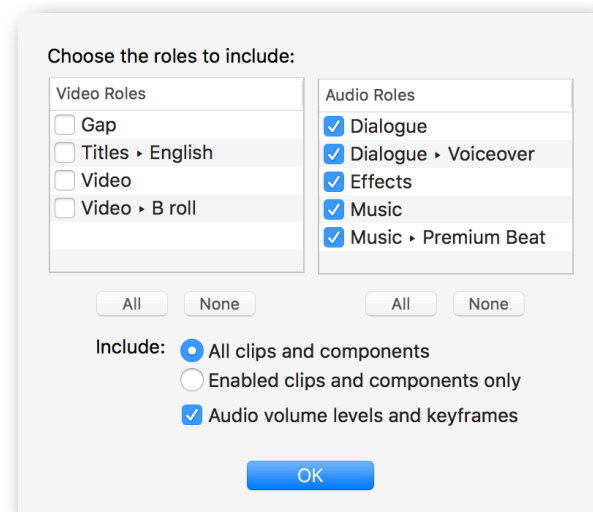 Choose the roles to include:
Video Roles
Gap
Titles ▸ English
Video
Video ▸ B roll
Audio Roles
Dialogue
Dialogue ▸ Voiceover
Effects
Music
Music ▸ Premium Beat
All None
All None
Include:
All clips and components
Enabled clips and components only
Audio volume levels and keyframes
OK